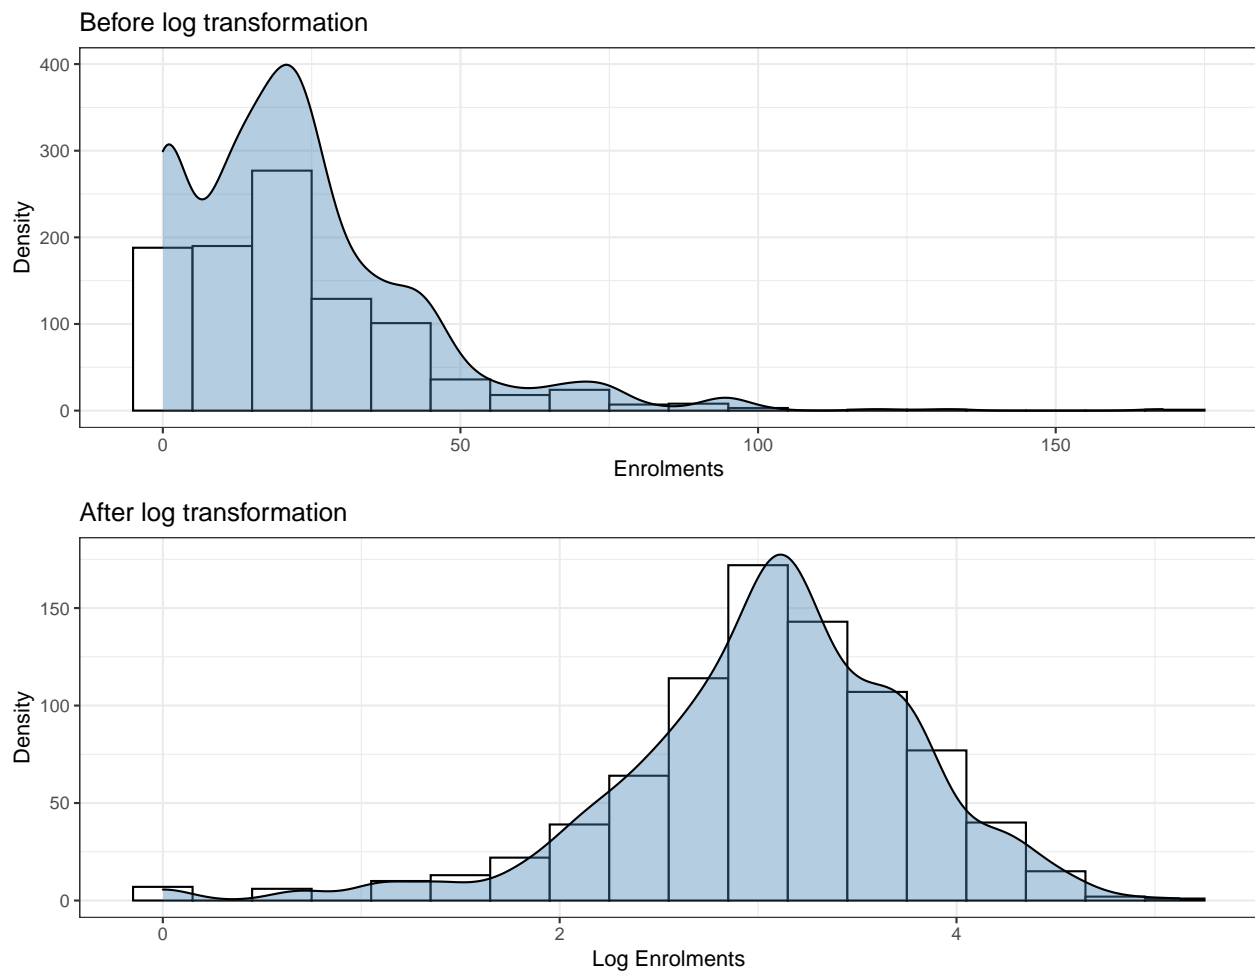 Before log transformation
400
300
200
100
0
Density
0 50 100 150
Enrolments
After log transformation
150
100
50
0
Density
0 2 4
Log Enrolments